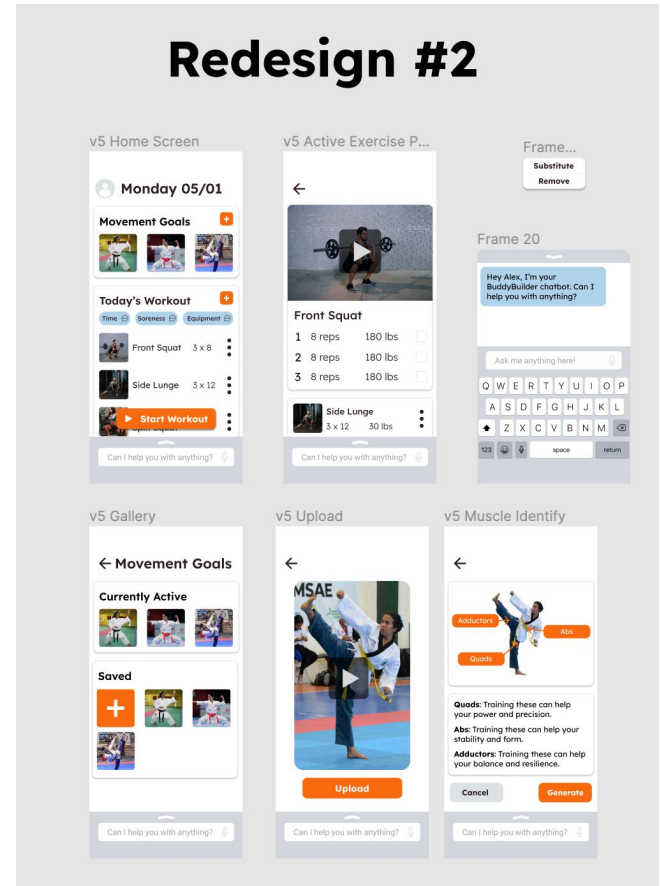 Redesign #2
v5 Home Screen
Monday 05/01
Movement Goals
+
Today's Workout
+
Time
Soreness
Equipment
Front Squat 3 x 8
Side Lunge 3 x 12
Start Workout
Can I help you with anything?
v5 Active Exercise P...
Front Squat
1 8 reps 180 lbs
2 8 reps 180 lbs
3 8 reps 180 lbs
Side Lunge
3 x 12 30 lbs
Can I help you with anything?
Frame...
Substitute
Remove
Frame 20
Hey Alex, I'm your
BuddyBuilder chatbot. Can I
help you with anything?
Ask me anything here!
Q W E R T Y U I O P
A S D F G H J K L
Z X C V B N M
123 space return
v5 Gallery
Movement Goals
Currently Active
Saved
+
Can I help you with anything?
v5 Upload
MSAE
Upload
Can I help you with anything?
v5 Muscle Identify
Adductors
Abs
Quads
Quads: Training these can help
your power and precision.
Abs: Training these can help your
stability and form.
Adductors: Training these can help
your balance and resilience.
Cancel
Generate
Can I help you with anything?